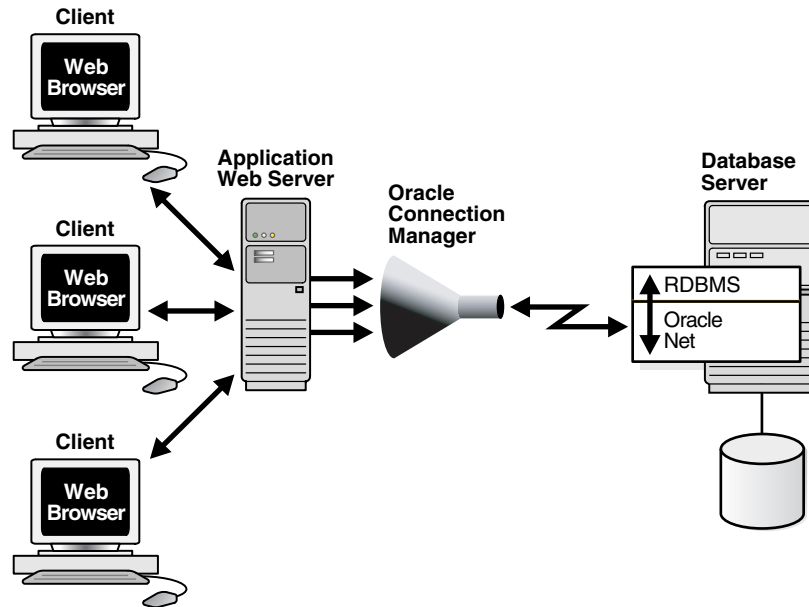 Client
Web
Browser
Application
Web Server
Oracle
Connection
Manager
Database
Server
Client
Web
Browser
RDBMS
Oracle
Net
Client
Web
Browser